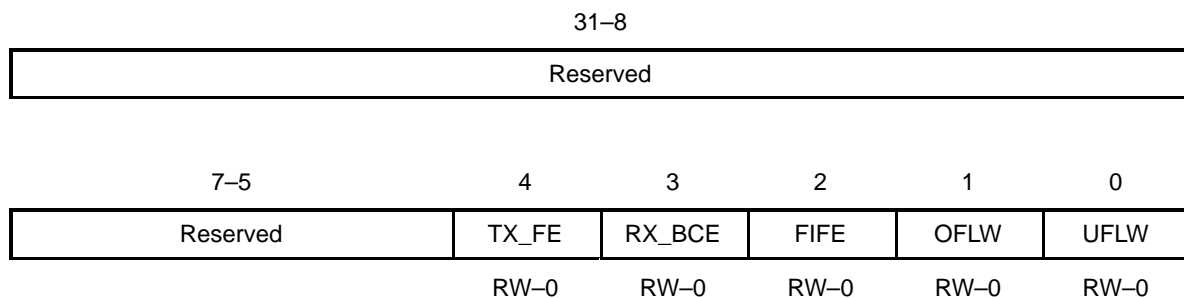 31–8
Reserved
7–5 4 3 2 1 0
Reserved TX_FE RX_BCE FIFE OFLW UFLW
RW–0 RW–0 RW–0 RW–0 RW–0